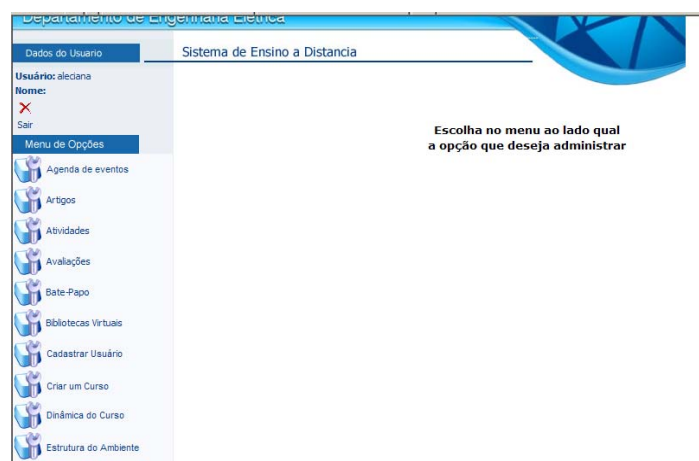 Departamento de Engenharia Elétrica
Dados do Usuario
Sistema de Ensino a Distancia
Usuário: aleciana
Nome:
Sair
Escolha no menu ao lado qual
a opção que deseja administrar
Menu de Opções
Agenda de eventos
Artigos
Atividades
Avaliações
Bate-Papo
Bibliotecas Virtuais
Cadastrar Usuário
Criar um Curso
Dinâmica do Curso
Estrutura do Ambiente